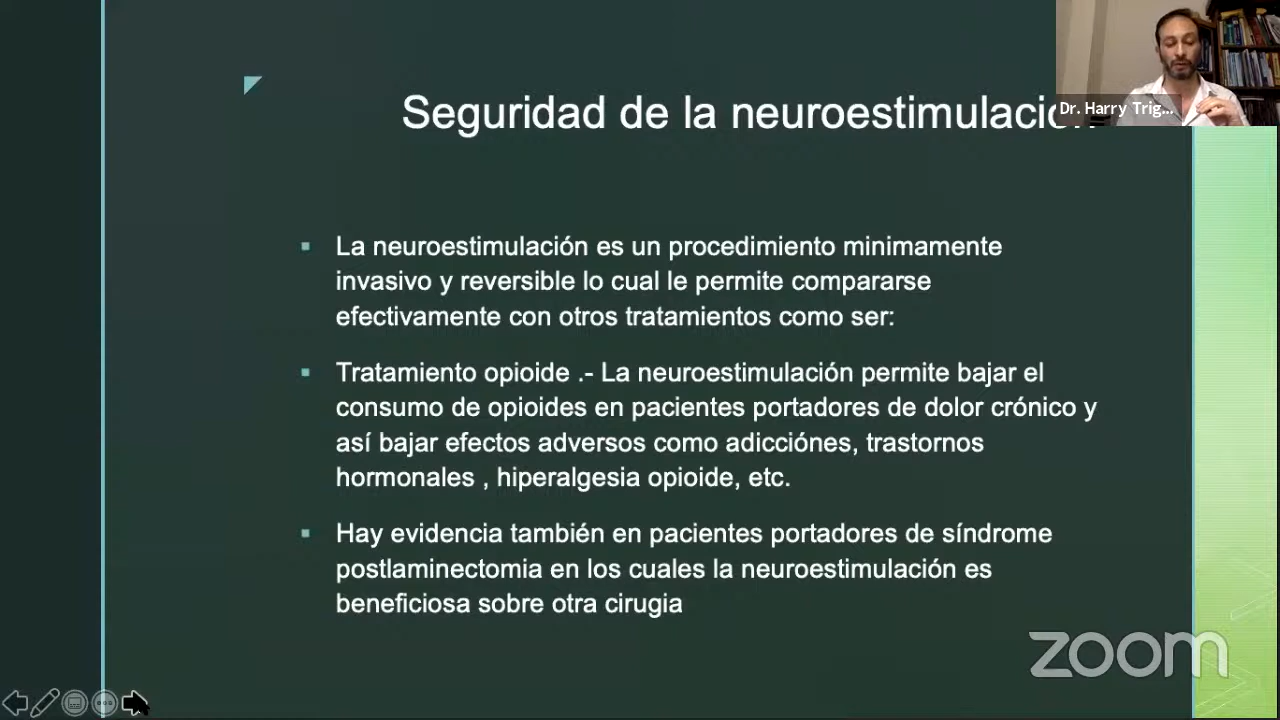 Seguridad de la neuroestimulación
Dr. Harry Trig...
▪ La neuroestimulación es un procedimiento minimamente
invasivo y reversible lo cual le permite compararse
efectivamente con otros tratamientos como ser:
▪ Tratamiento opioide .- La neuroestimulación permite bajar el
consumo de opioides en pacientes portadores de dolor crónico y
así bajar efectos adversos como adicciónes, trastornos
hormonales , hiperalgesia opioide, etc.
▪ Hay evidencia también en pacientes portadores de síndrome
postlaminectomia en los cuales la neuroestimulación es
beneficiosa sobre otra cirugia
zoom